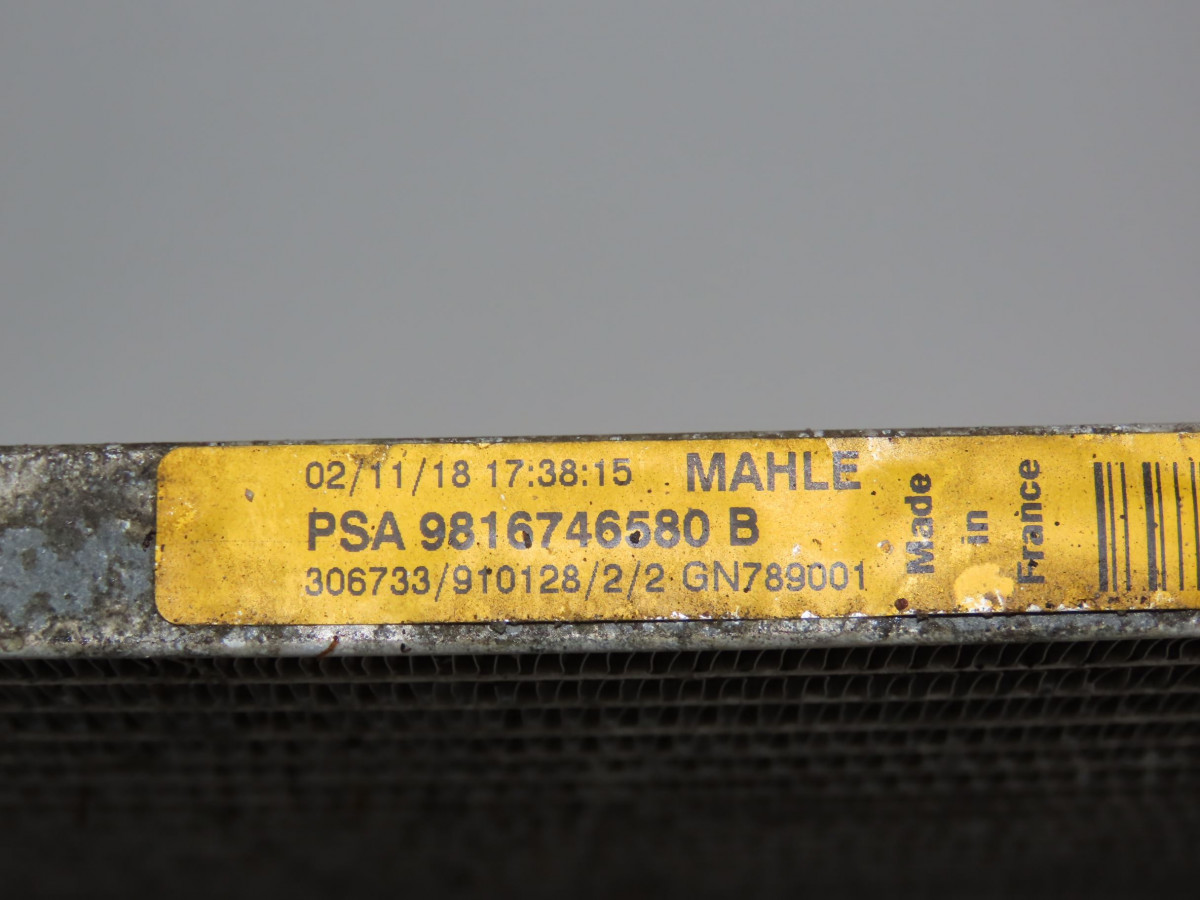 02/11/18 17:38:15 MAHLE
PSA 9816746580 B
306733/910128/2/2 GN789001
Made
in
France